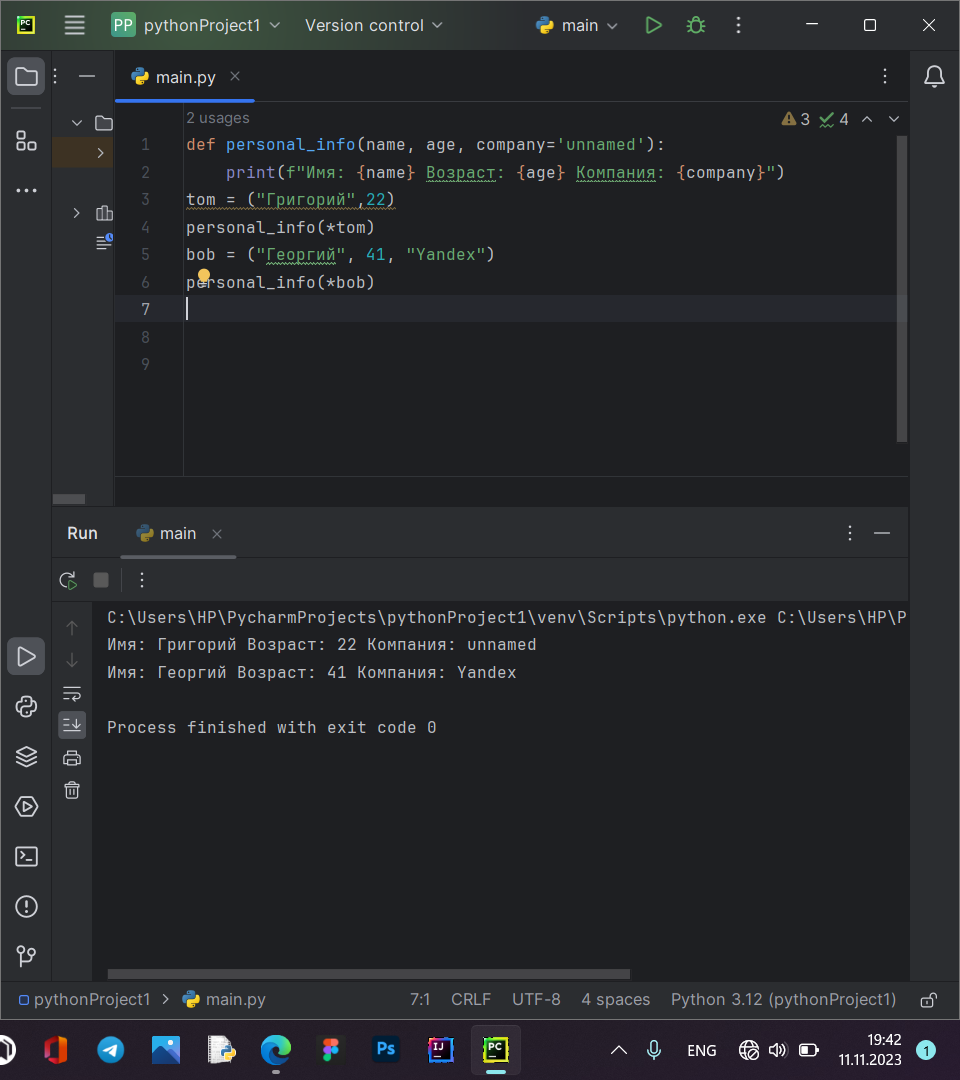 PC PP pythonProject1 Version control main
main.py
2 usages 3 4
1 def personal_info(name, age, company='unnamed'):
2 print(f"Имя: {name} Возраст: {age} Компания: {company}")
3 tom = ("Григорий",22)
4 personal_info(*tom)
5 bob = ("Георгий", 41, "Yandex")
6 personal_info(*bob)
7
8
9
Run main
C:\Users\HP\PycharmProjects\pythonProject1\venv\Scripts\python.exe C:\Users\HP\P
Имя: Григорий Возраст: 22 Компания: unnamed
Имя: Георгий Возраст: 41 Компания: Yandex
Process finished with exit code 0
pythonProject1 main.py 7:1 CRLF UTF-8 4 spaces Python 3.12 (pythonProject1)
Ps IJ PC ENG 19:42
11.11.2023 1